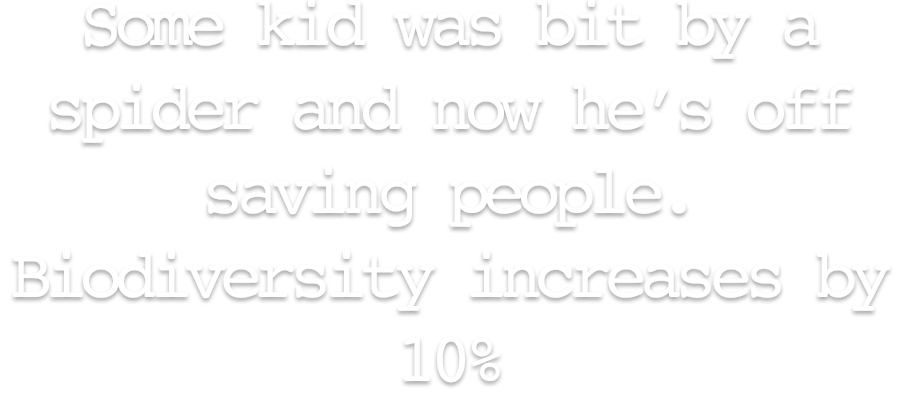 Some kid was bit by a
spider and now he's off
saving people.
Biodiversity increases by
10%